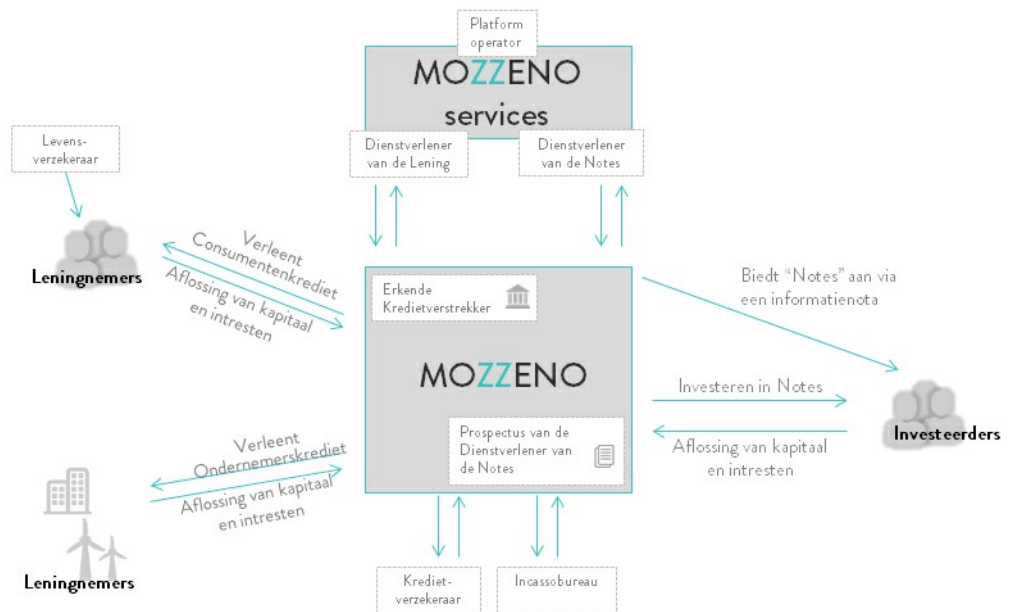 Platform
operator
MOZZENO
services
Dienstverlener
van de Lening
Dienstverlener
van de Notes
Levens-
verzekeraar
Leningnemers
Verleent
Consumentenkrediet
Aflossing van kapitaal
en intresten
Erkende
Kredietverstrekker
MOZZENO
Prospectus van de
Dienstverlener van
de Notes
Biedt “Notes” aan via
een informatienota
Investeren in Notes
Aflossing van kapitaal
en intresten
Investeerders
Verleent
Ondernemerskrediet
Aflossing van kapitaal
en intresten
Leningnemers
Krediet-
verzekeraar
Incassobureau